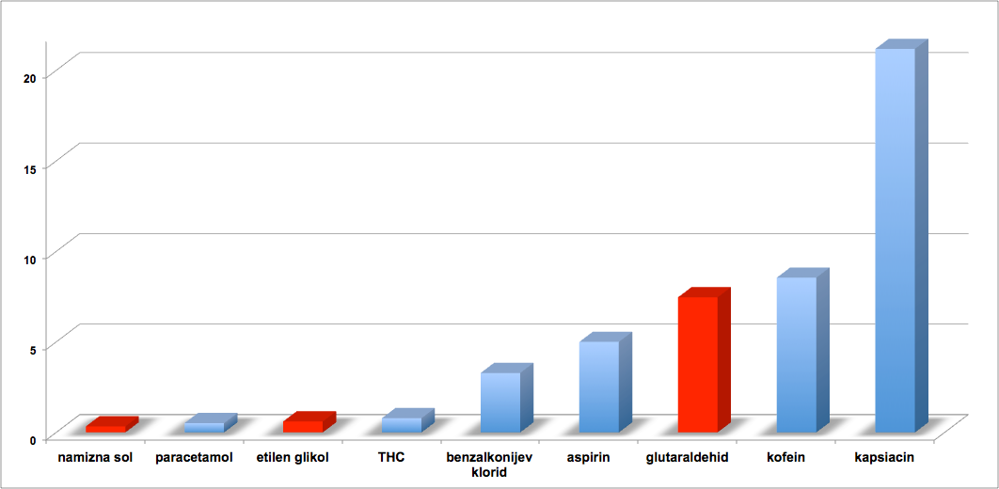 20
15
10
5
0
namizna sol
paracetamol
etilen glikol
THC
benzalkonijev
klorid
aspirin
glutaraldehid
kofein
kapsiacin